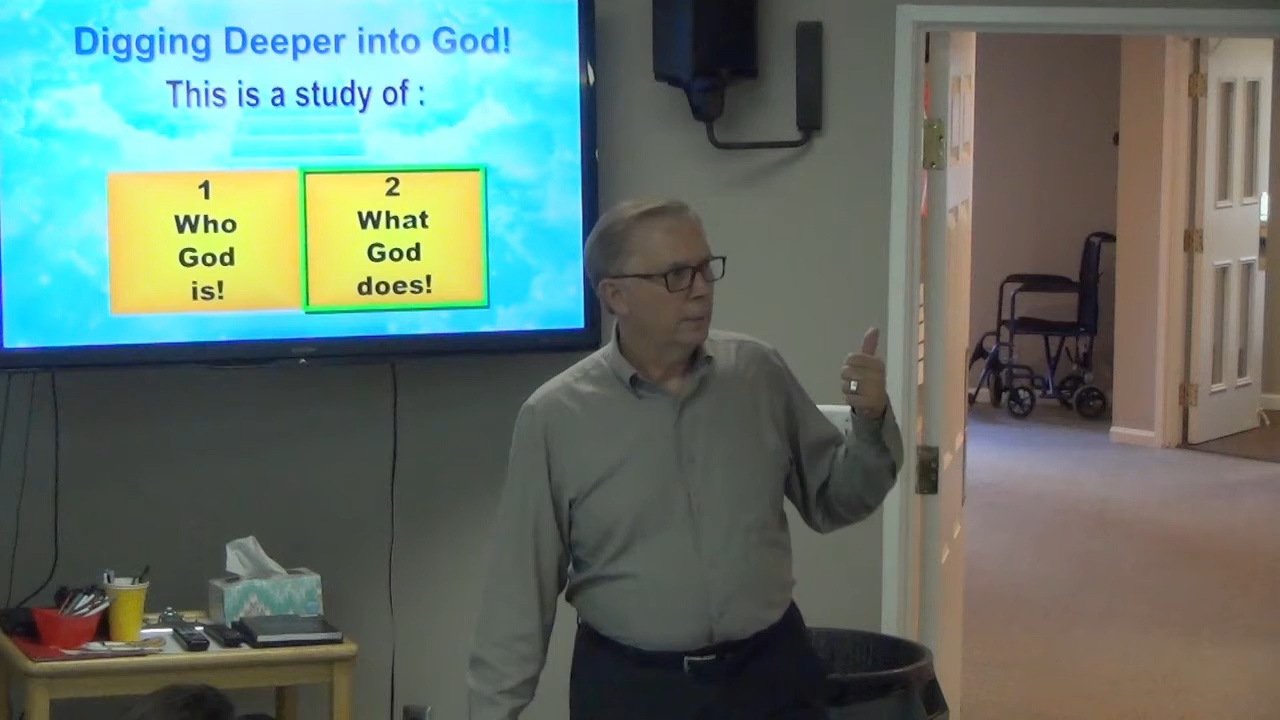 Digging Deeper into God!
This is a study of :
1
Who
God
is!
2
What
God
does!